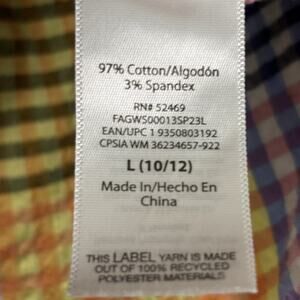 97% Cotton/Algodón
3% Spandex
RN# 52469
FAGWS00013SP23L
EAN/UPC 1 9350803192
CPSIA WM 36234657-922
L (10/12)
Made In/Hecho En
China
THIS LABEL YARN IS MADE
OUT OF 100% RECYCLED
POLYESTER MATERIALS